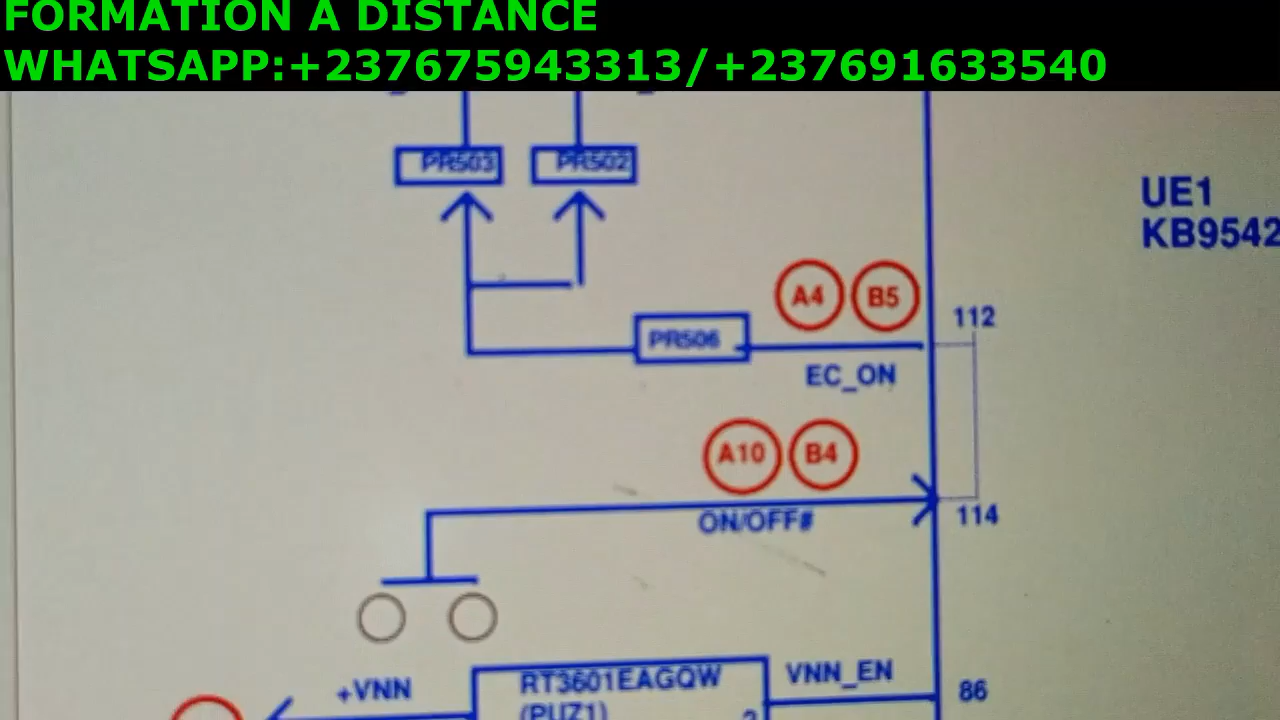 FORMATION A DISTANCE
WHATSAPP:+237675943313/+237691633540
PR503
PR502
UE1
KB9542
A4
B5
112
PR506
EC_ON
A10
B4
ON/OFF#
114
+VNN
RT3601EAGQW
(PUZ1)
VNN_EN
86